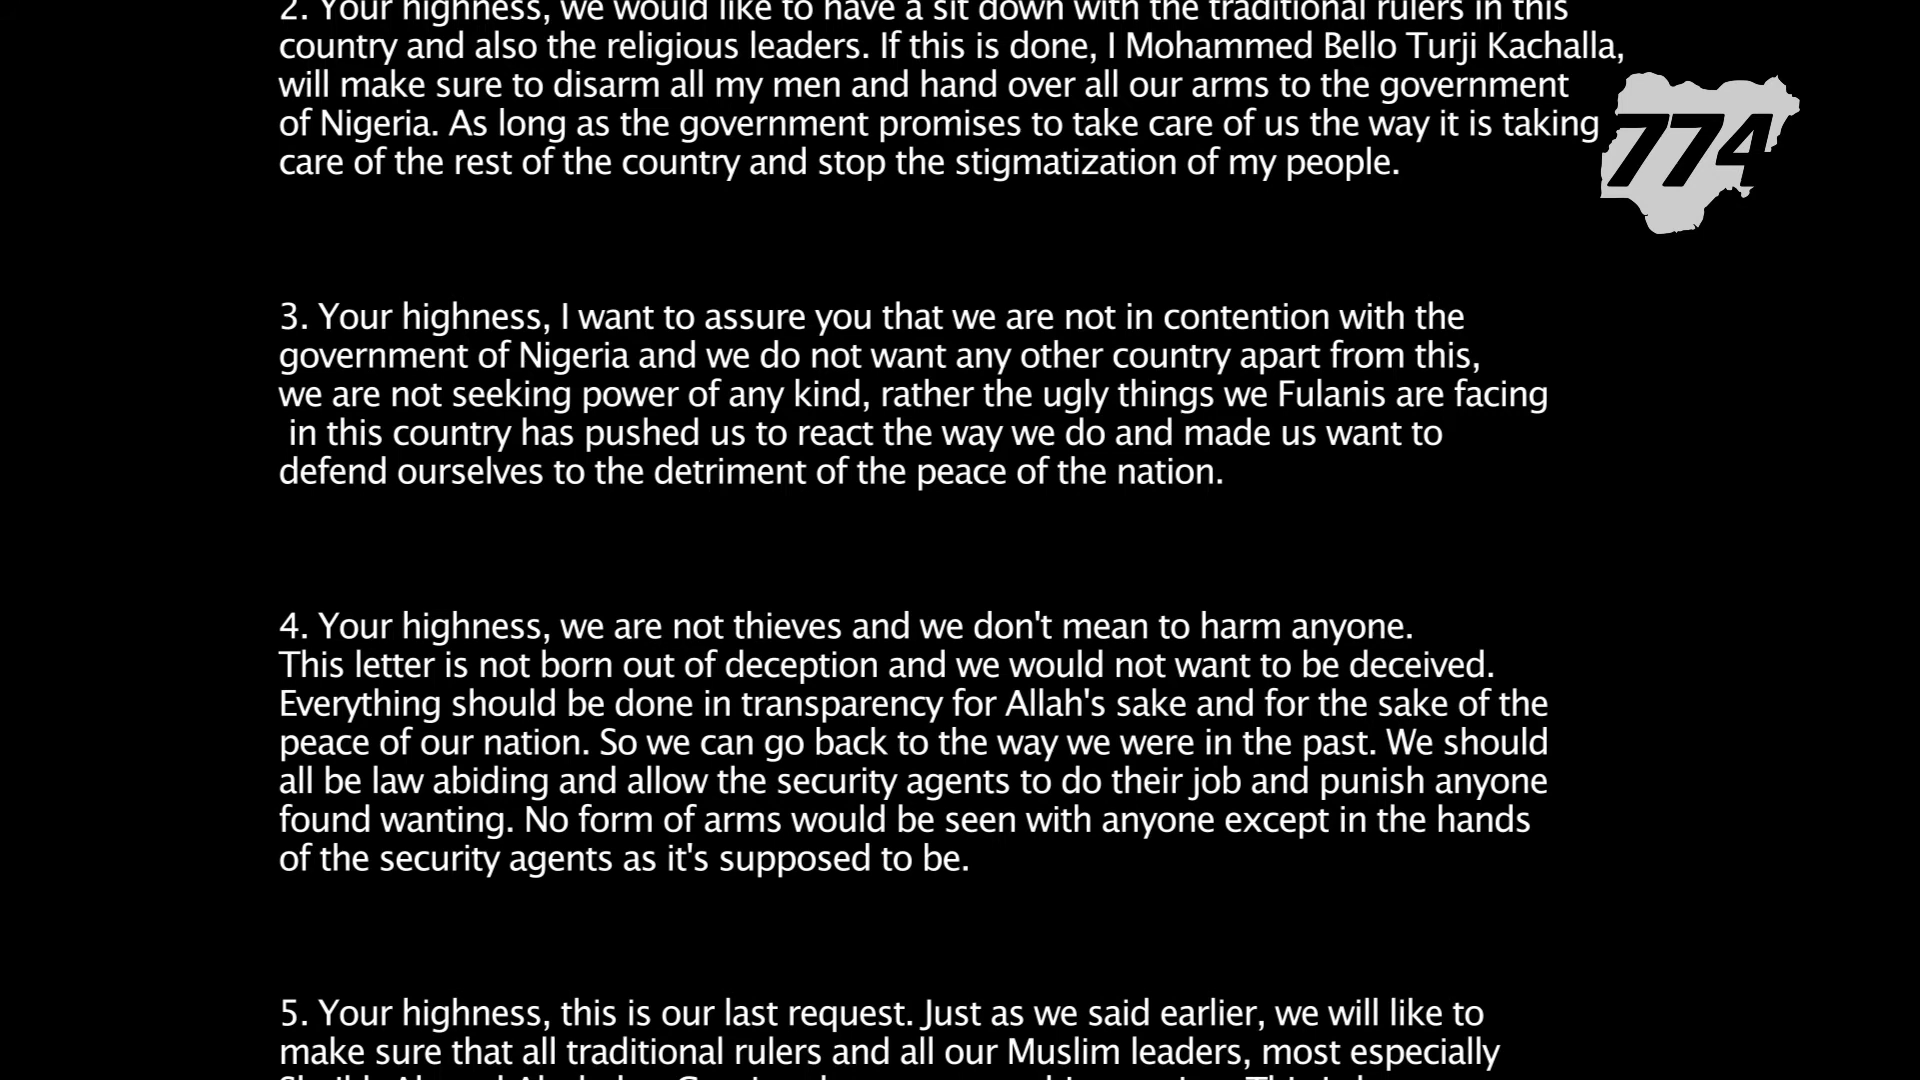 2. Your highness, we would like to have a sit down with the traditional rulers in this
country and also the religious leaders. If this is done, I Mohammed Bello Turji Kachalla,
will make sure to disarm all my men and hand over all our arms to the government
of Nigeria. As long as the government promises to take care of us the way it is taking
care of the rest of the country and stop the stigmatization of my people.
774
3. Your highness, I want to assure you that we are not in contention with the
government of Nigeria and we do not want any other country apart from this,
we are not seeking power of any kind, rather the ugly things we Fulanis are facing
in this country has pushed us to react the way we do and made us want to
defend ourselves to the detriment of the peace of the nation.
4. Your highness, we are not thieves and we don't mean to harm anyone.
This letter is not born out of deception and we would not want to be deceived.
Everything should be done in transparency for Allah's sake and for the sake of the
peace of our nation. So we can go back to the way we were in the past. We should
all be law abiding and allow the security agents to do their job and punish anyone
found wanting. No form of arms would be seen with anyone except in the hands
of the security agents as it's supposed to be.
5. Your highness, this is our last request. Just as we said earlier, we will like to
make sure that all traditional rulers and all our Muslim leaders, most especially